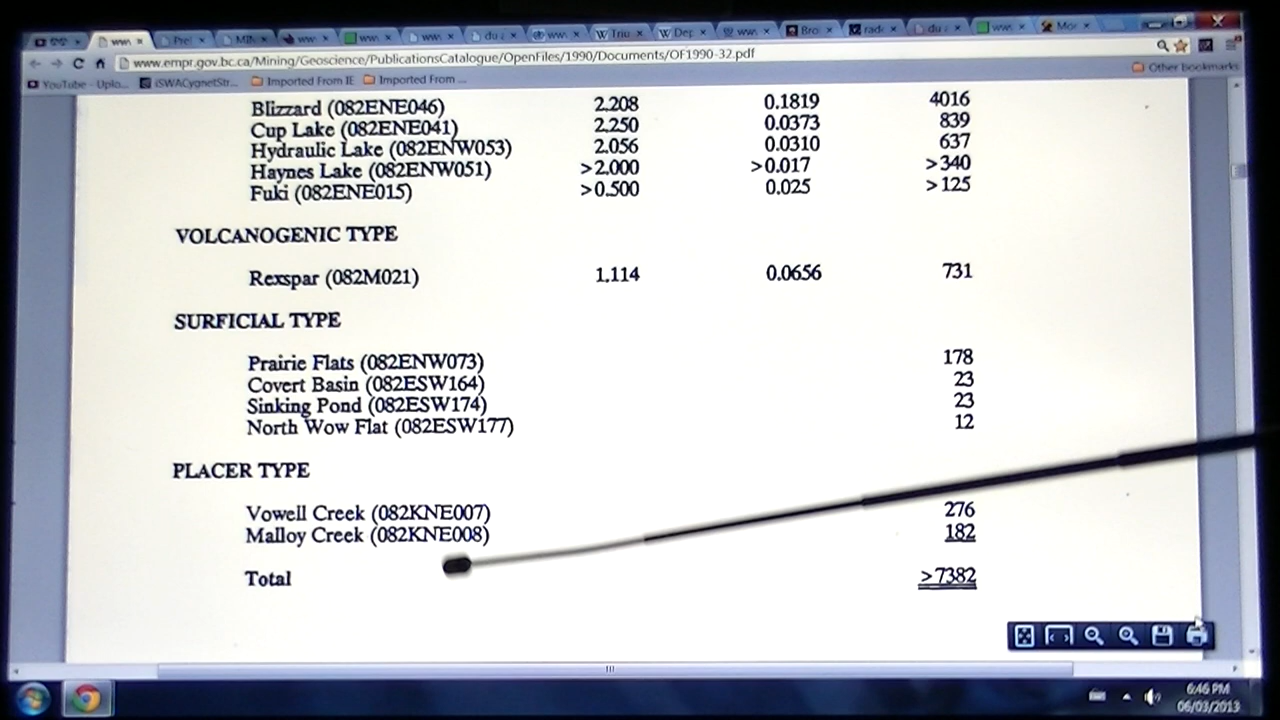 www.empr.gov.bc.ca/Mining/Geoscience/PublicationsCatalogue/OpenFiles/1990/Documents/OF1990-32.pdf
YouTube - Uplo... iSWACygnetStr... Imported From IE Imported From ... Other bookmarks
Blizzard (082ENE046) 2.208 0.1819 4016
Cup Lake (082ENE041) 2.250 0.0373 839
Hydraulic Lake (082ENW053) 2.056 0.0310 637
Haynes Lake (082ENW051) >2.000 >0.017 >340
Fuki (082ENE015) >0.500 0.025 >125
VOLCANOGENIC TYPE
Rexspar (082M021) 1.114 0.0656 731
SURFICIAL TYPE
Prairie Flats (082ENW073) 178
Covert Basin (082ESW164) 23
Sinking Pond (082ESW174) 23
North Wow Flat (082ESW177) 12
PLACER TYPE
Vowell Creek (082KNE007) 276
Malloy Creek (082KNE008) 182
Total >7382
6:46 PM
06/03/2013